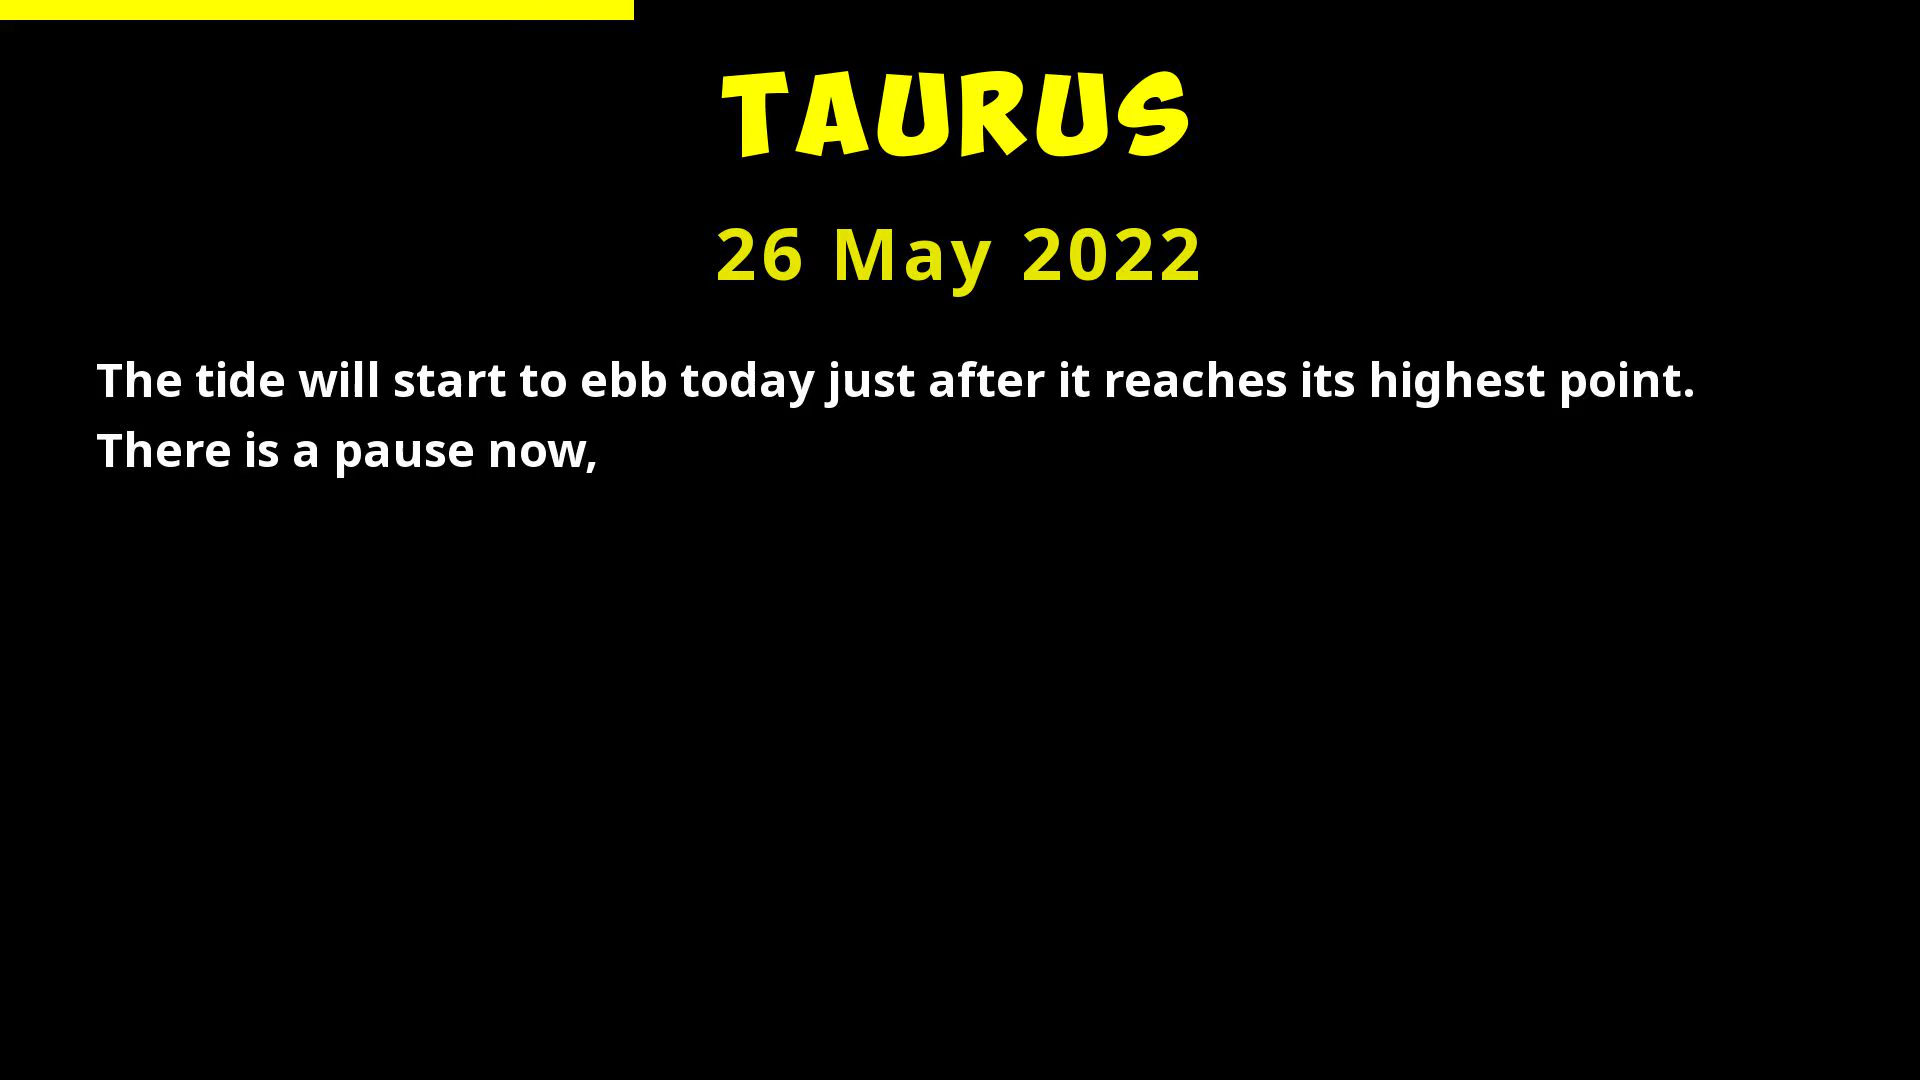 TAURUS
26 May 2022
The tide will start to ebb today just after it reaches its highest point.
There is a pause now,